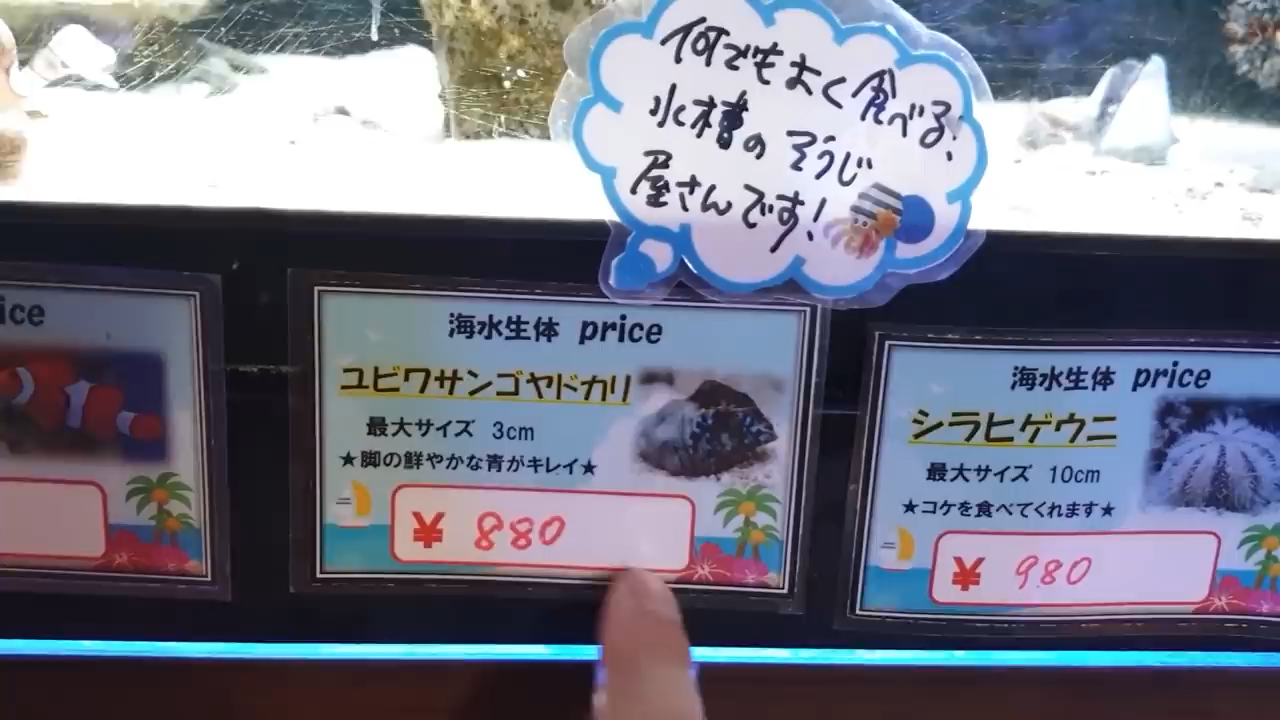 何でもよく食べる、
水槽のそうじ
屋さんです!
ice
海水生体 price
ユビワサンゴヤドカリ
最大サイズ 3cm
★脚の鮮やかな青がキレイ★
¥ 880
海水生体 price
シラヒゲウニ
最大サイズ 10cm
★コケを食べてくれます★
¥ 980